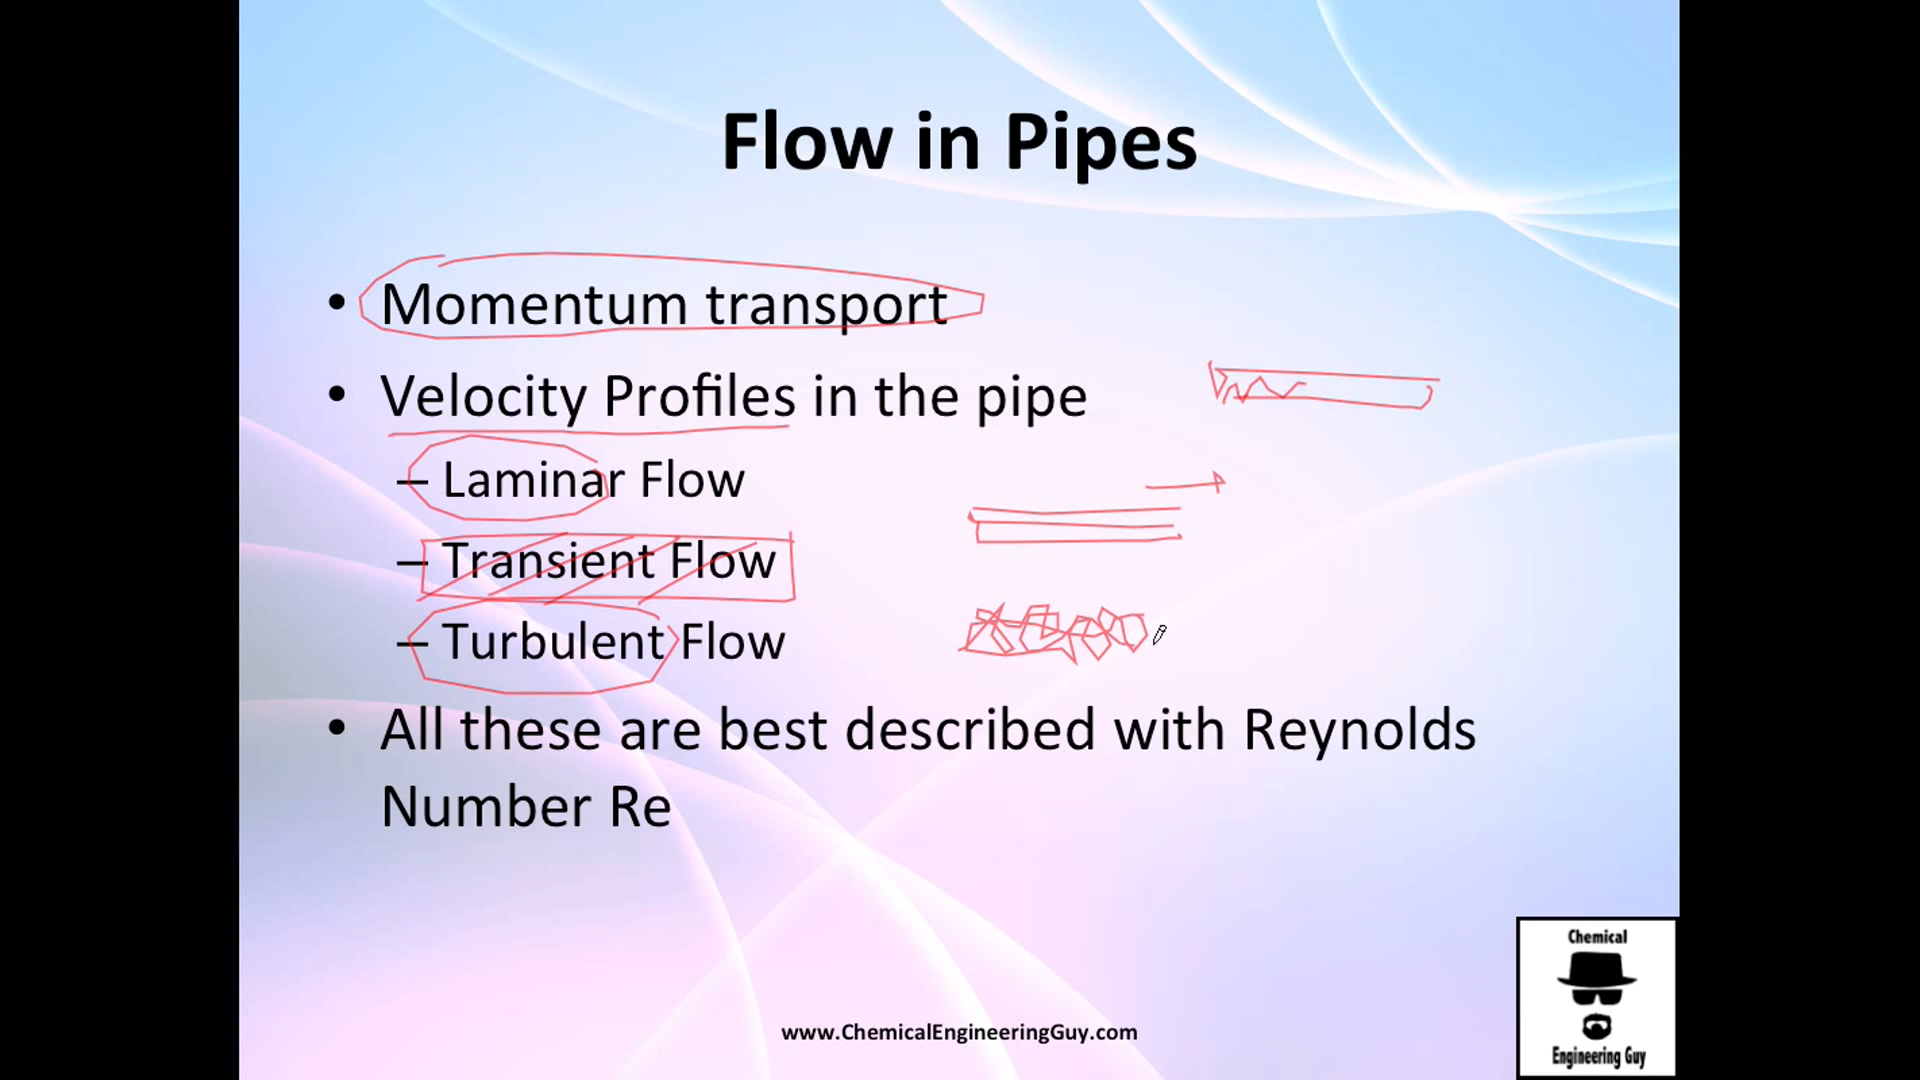 Flow in Pipes
• Momentum transport
• Velocity Profiles in the pipe
– Laminar Flow
– Transient Flow
– Turbulent Flow
• All these are best described with Reynolds
Number Re
Chemical
Engineering Guy
www.ChemicalEngineeringGuy.com